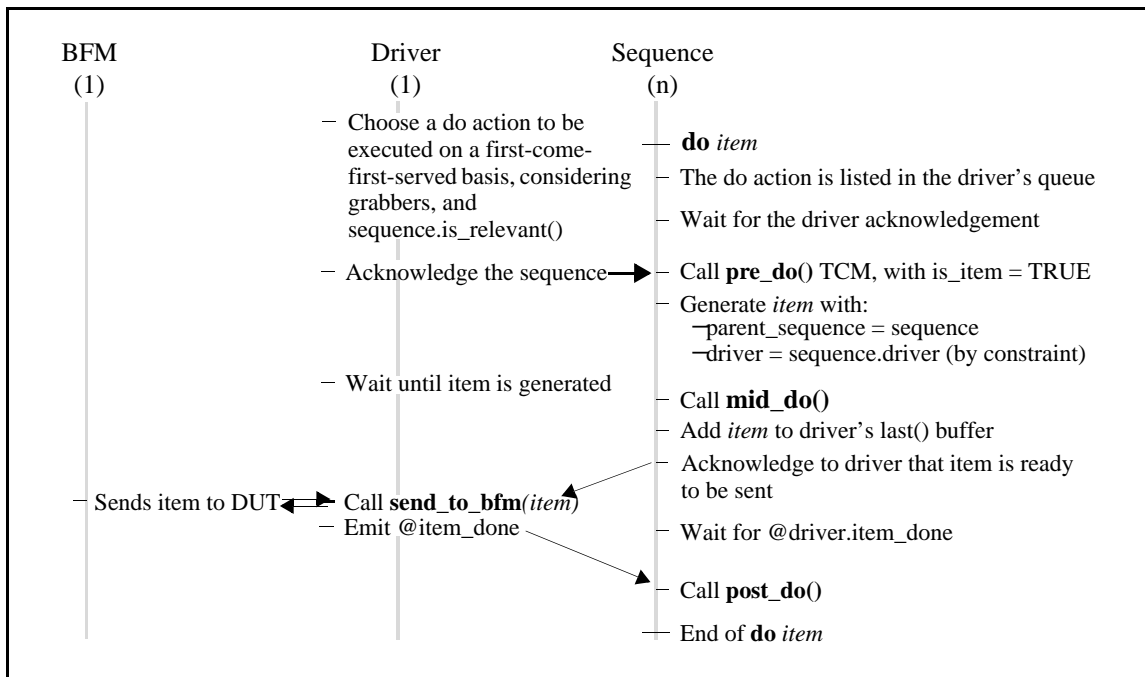 BFM
(1)
Driver
(1)
Sequence
(n)
Choose a do action to be
executed on a first-come-
first-served basis, considering
grabbers, and
sequence.is_relevant()
do item
The do action is listed in the driver's queue
Wait for the driver acknowledgement
Acknowledge the sequence
Call pre_do() TCM, with is_item = TRUE
Generate item with:
–parent_sequence = sequence
–driver = sequence.driver (by constraint)
Wait until item is generated
Call mid_do()
Add item to driver's last() buffer
Acknowledge to driver that item is ready
to be sent
Sends item to DUT
Call send_to_bfm(item)
Emit @item_done
Wait for @driver.item_done
Call post_do()
End of do item